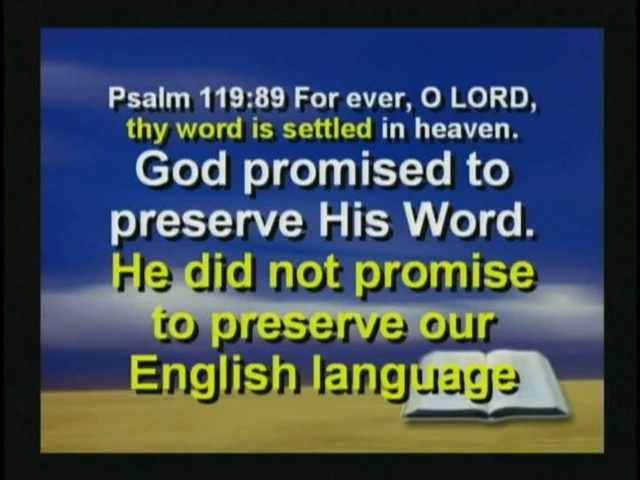 Psalm 119:89 For ever, O LORD,
thy word is settled in heaven.
God promised to
preserve His Word.
He did not promise
to preserve our
English language